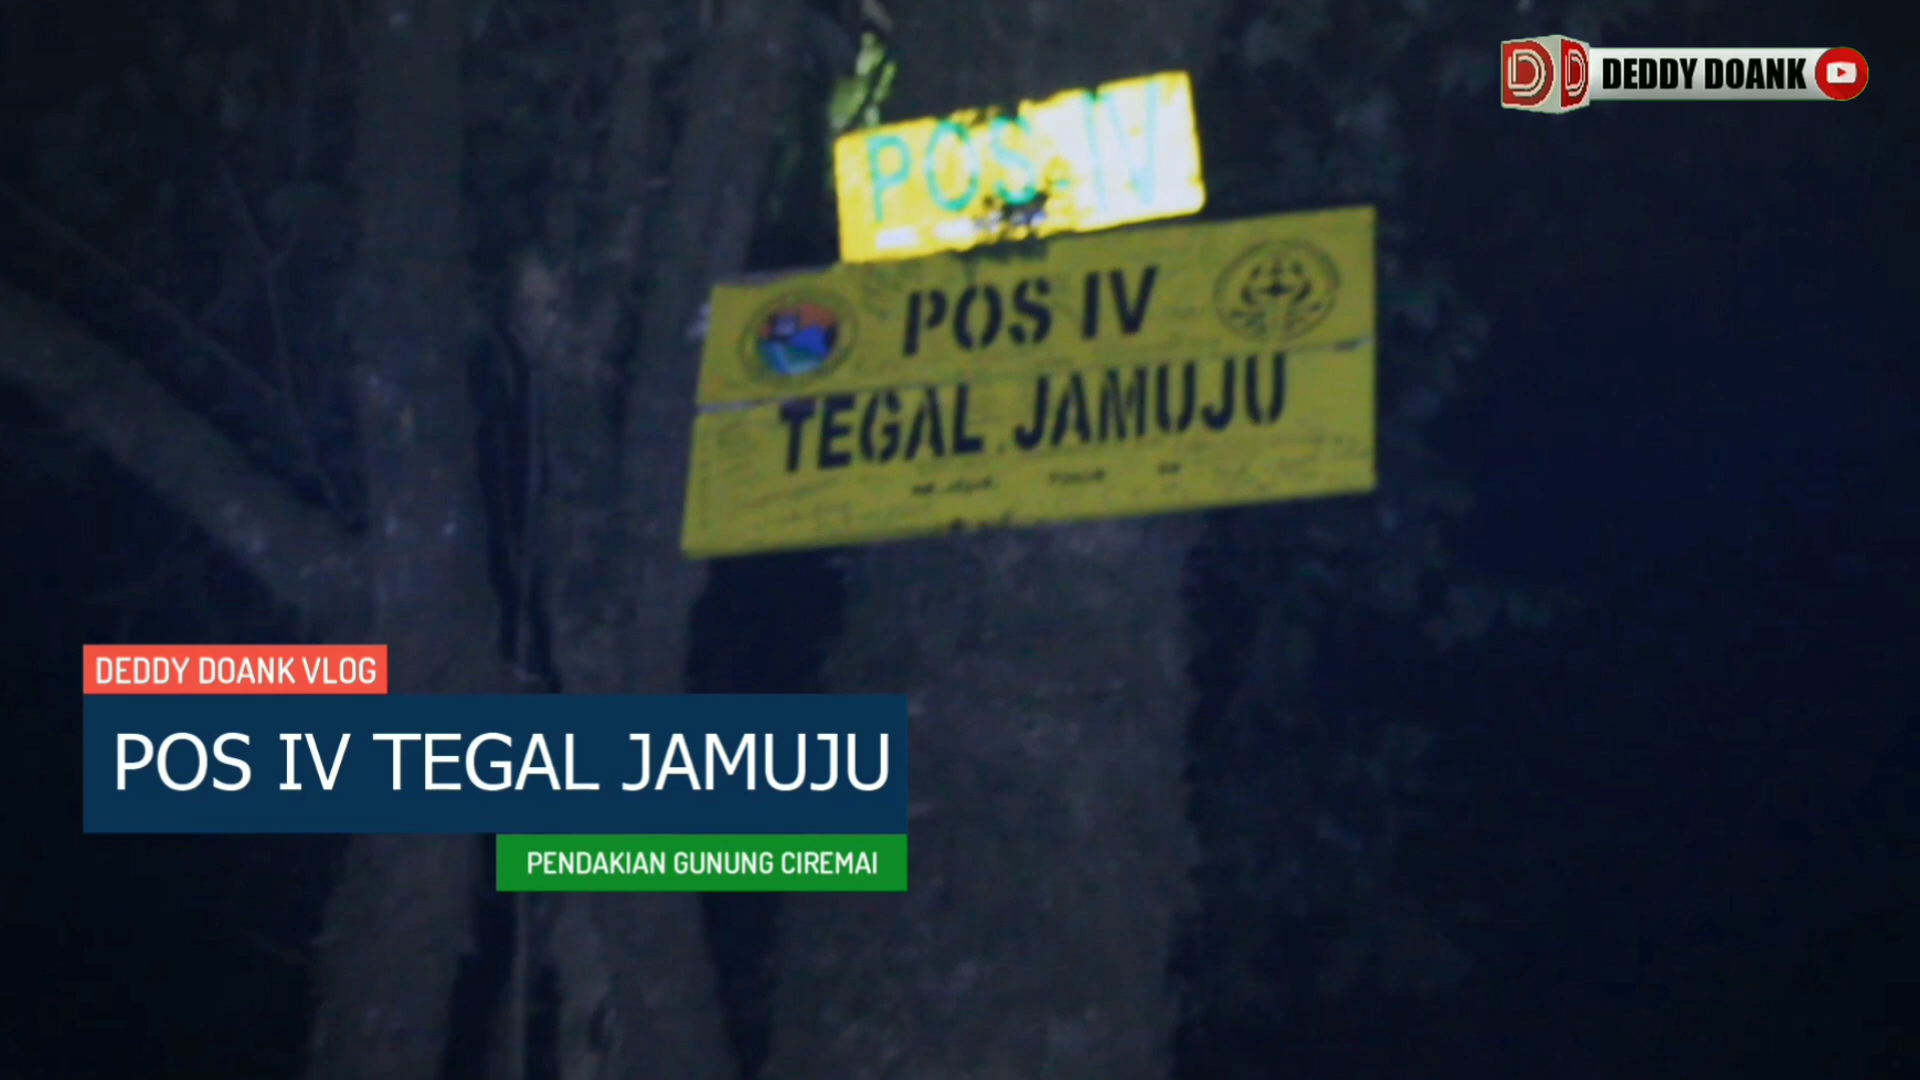 DEDDY DOANK
POS IV
POS IV
TEGAL JAMUJU
DEDDY DOANK VLOG
POS IV TEGAL JAMUJU
PENDAKIAN GUNUNG CIREMAI